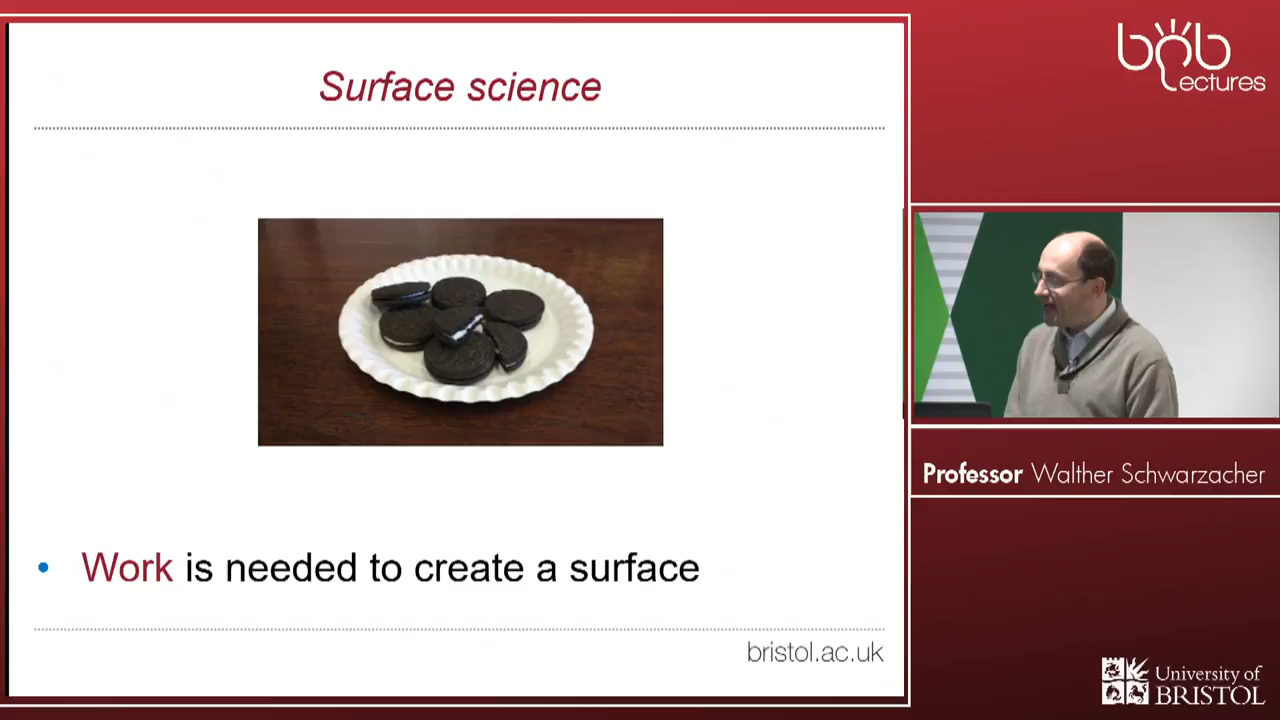 Surface science
• Work is needed to create a surface
bristol.ac.uk
bob
Lectures
Professor Walther Schwarzacher
University of
BRISTOL